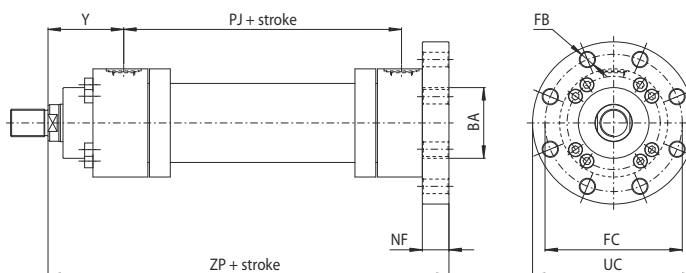 Y
PJ + stroke
FB
BA
NF
FC
ZP + stroke
UC